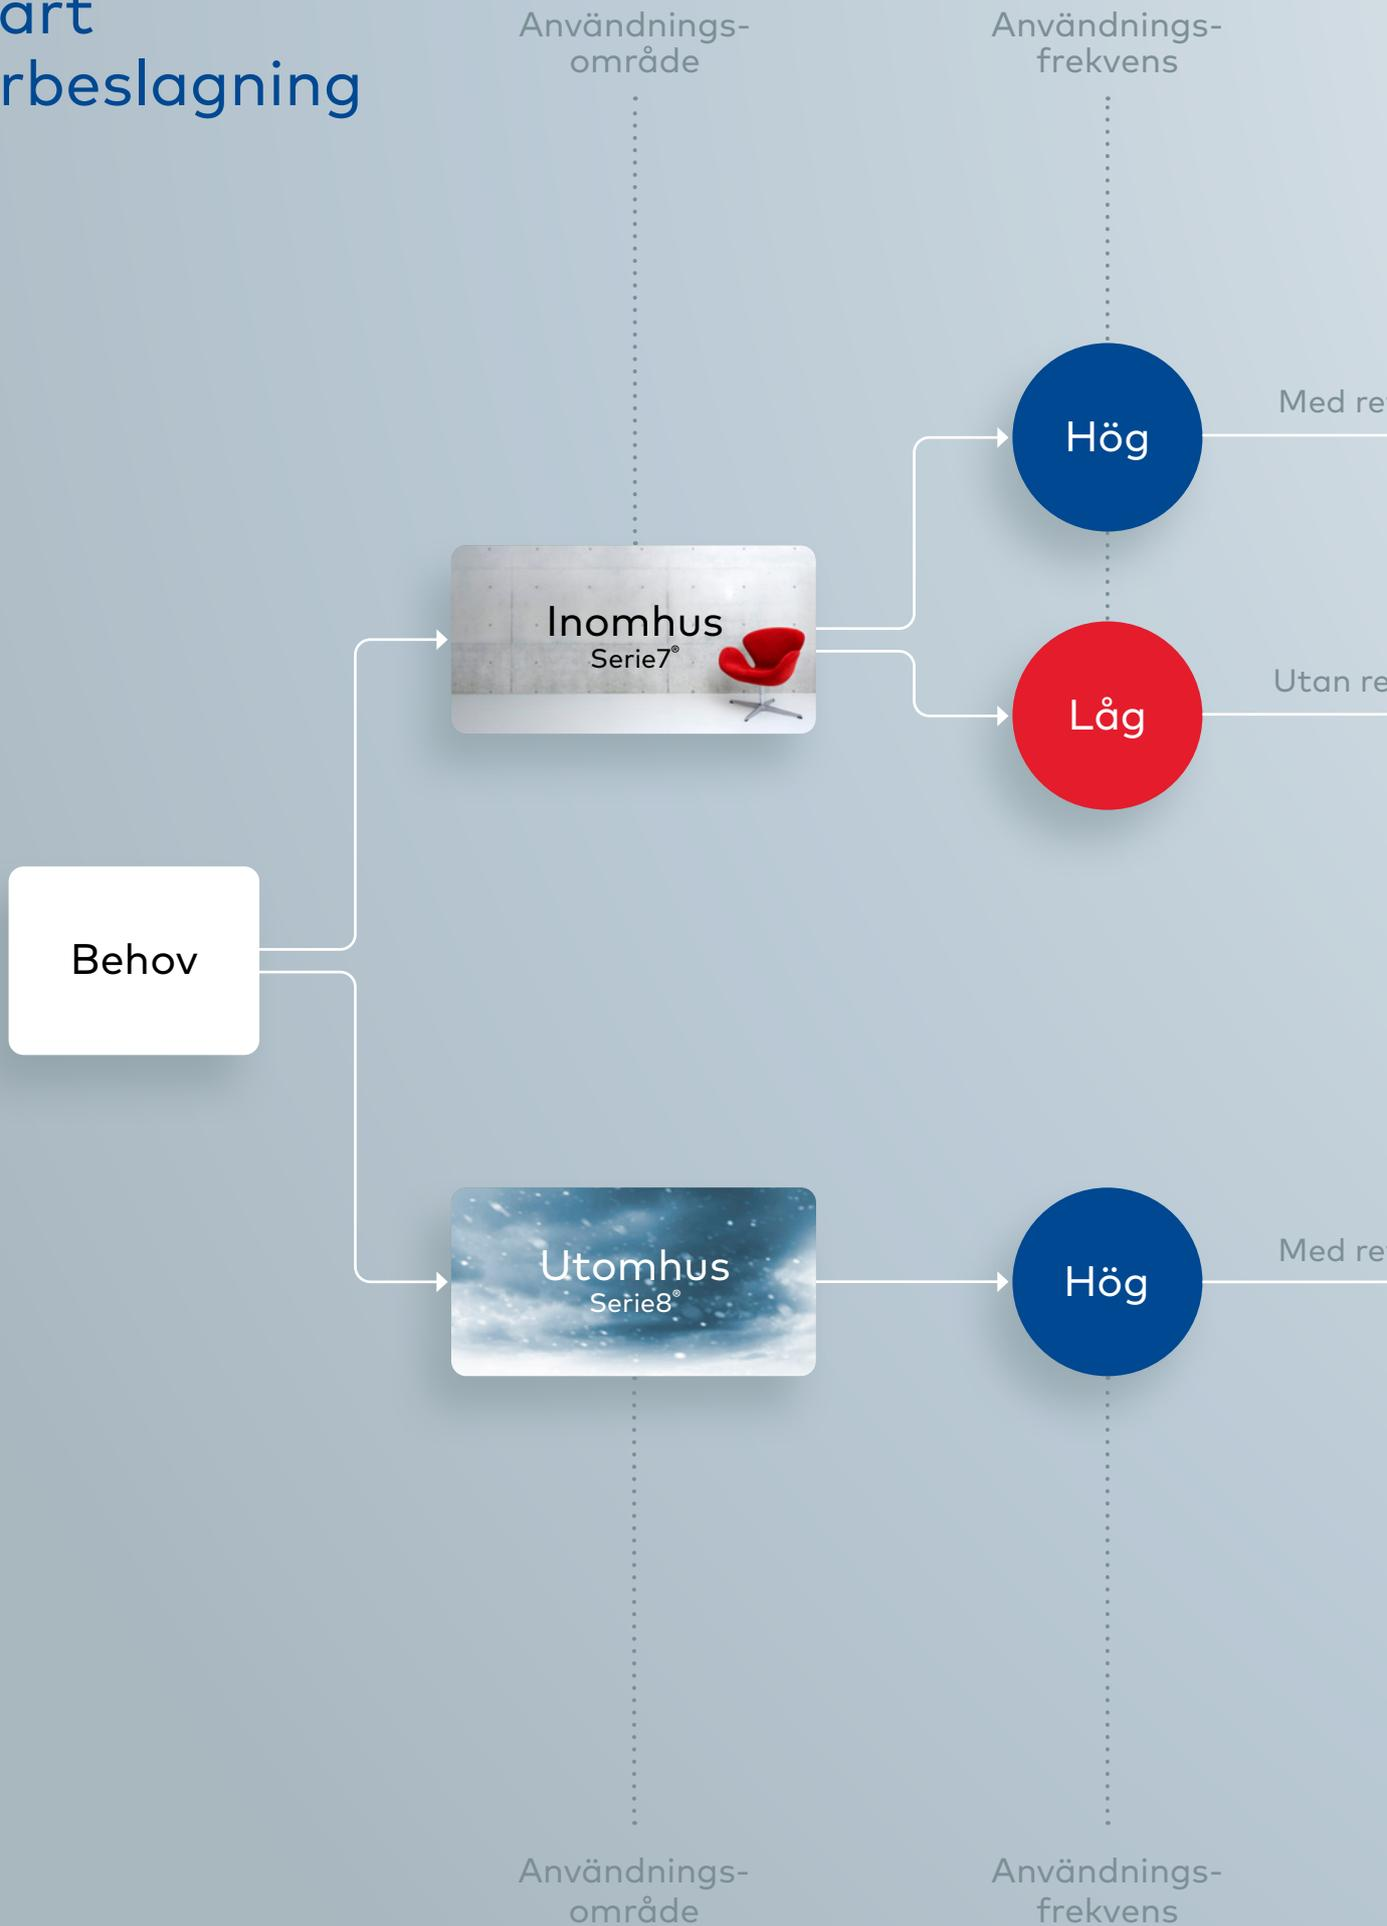 art
rbeslagning
Användnings-
område
Användnings-
frekvens
Hög
Med re
Inomhus
Serie7®
Låg
Utan re
Behov
Utomhus
Serie8®
Hög
Med re
Användnings-
område
Användnings-
frekvens